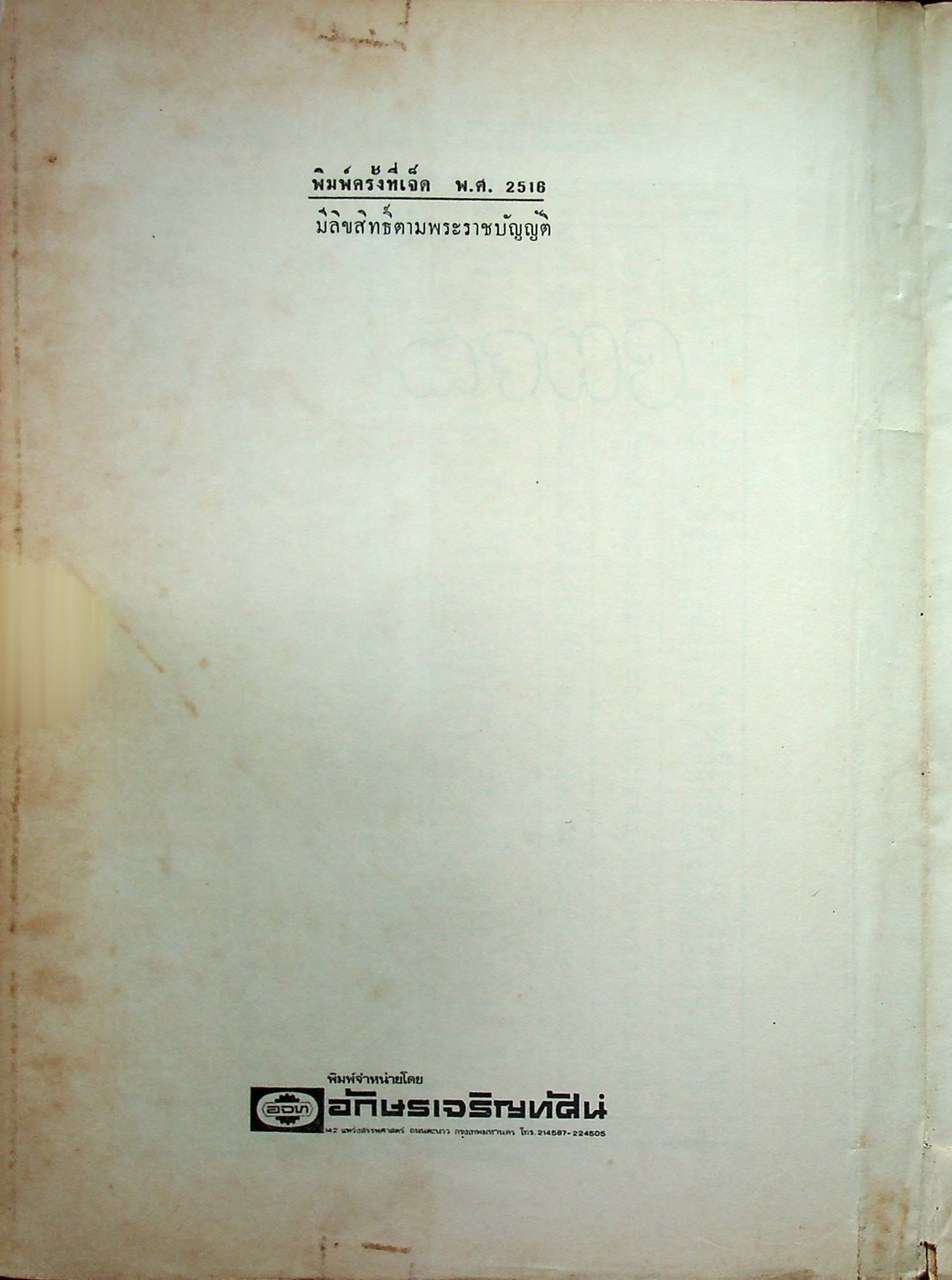 พิมพ์ครั้งที่เจ็ด พ.ศ. 2516
มีลิขสิทธิ์ตามพระราชบัญญัติ
พิมพ์จำหน่ายโดย
อจท
อักษรเจริญทัศน์
142 แพร่งสรรพศาสตร์ ถนนตะนาว กรุงเทพมหานคร โทร. 214587-224505